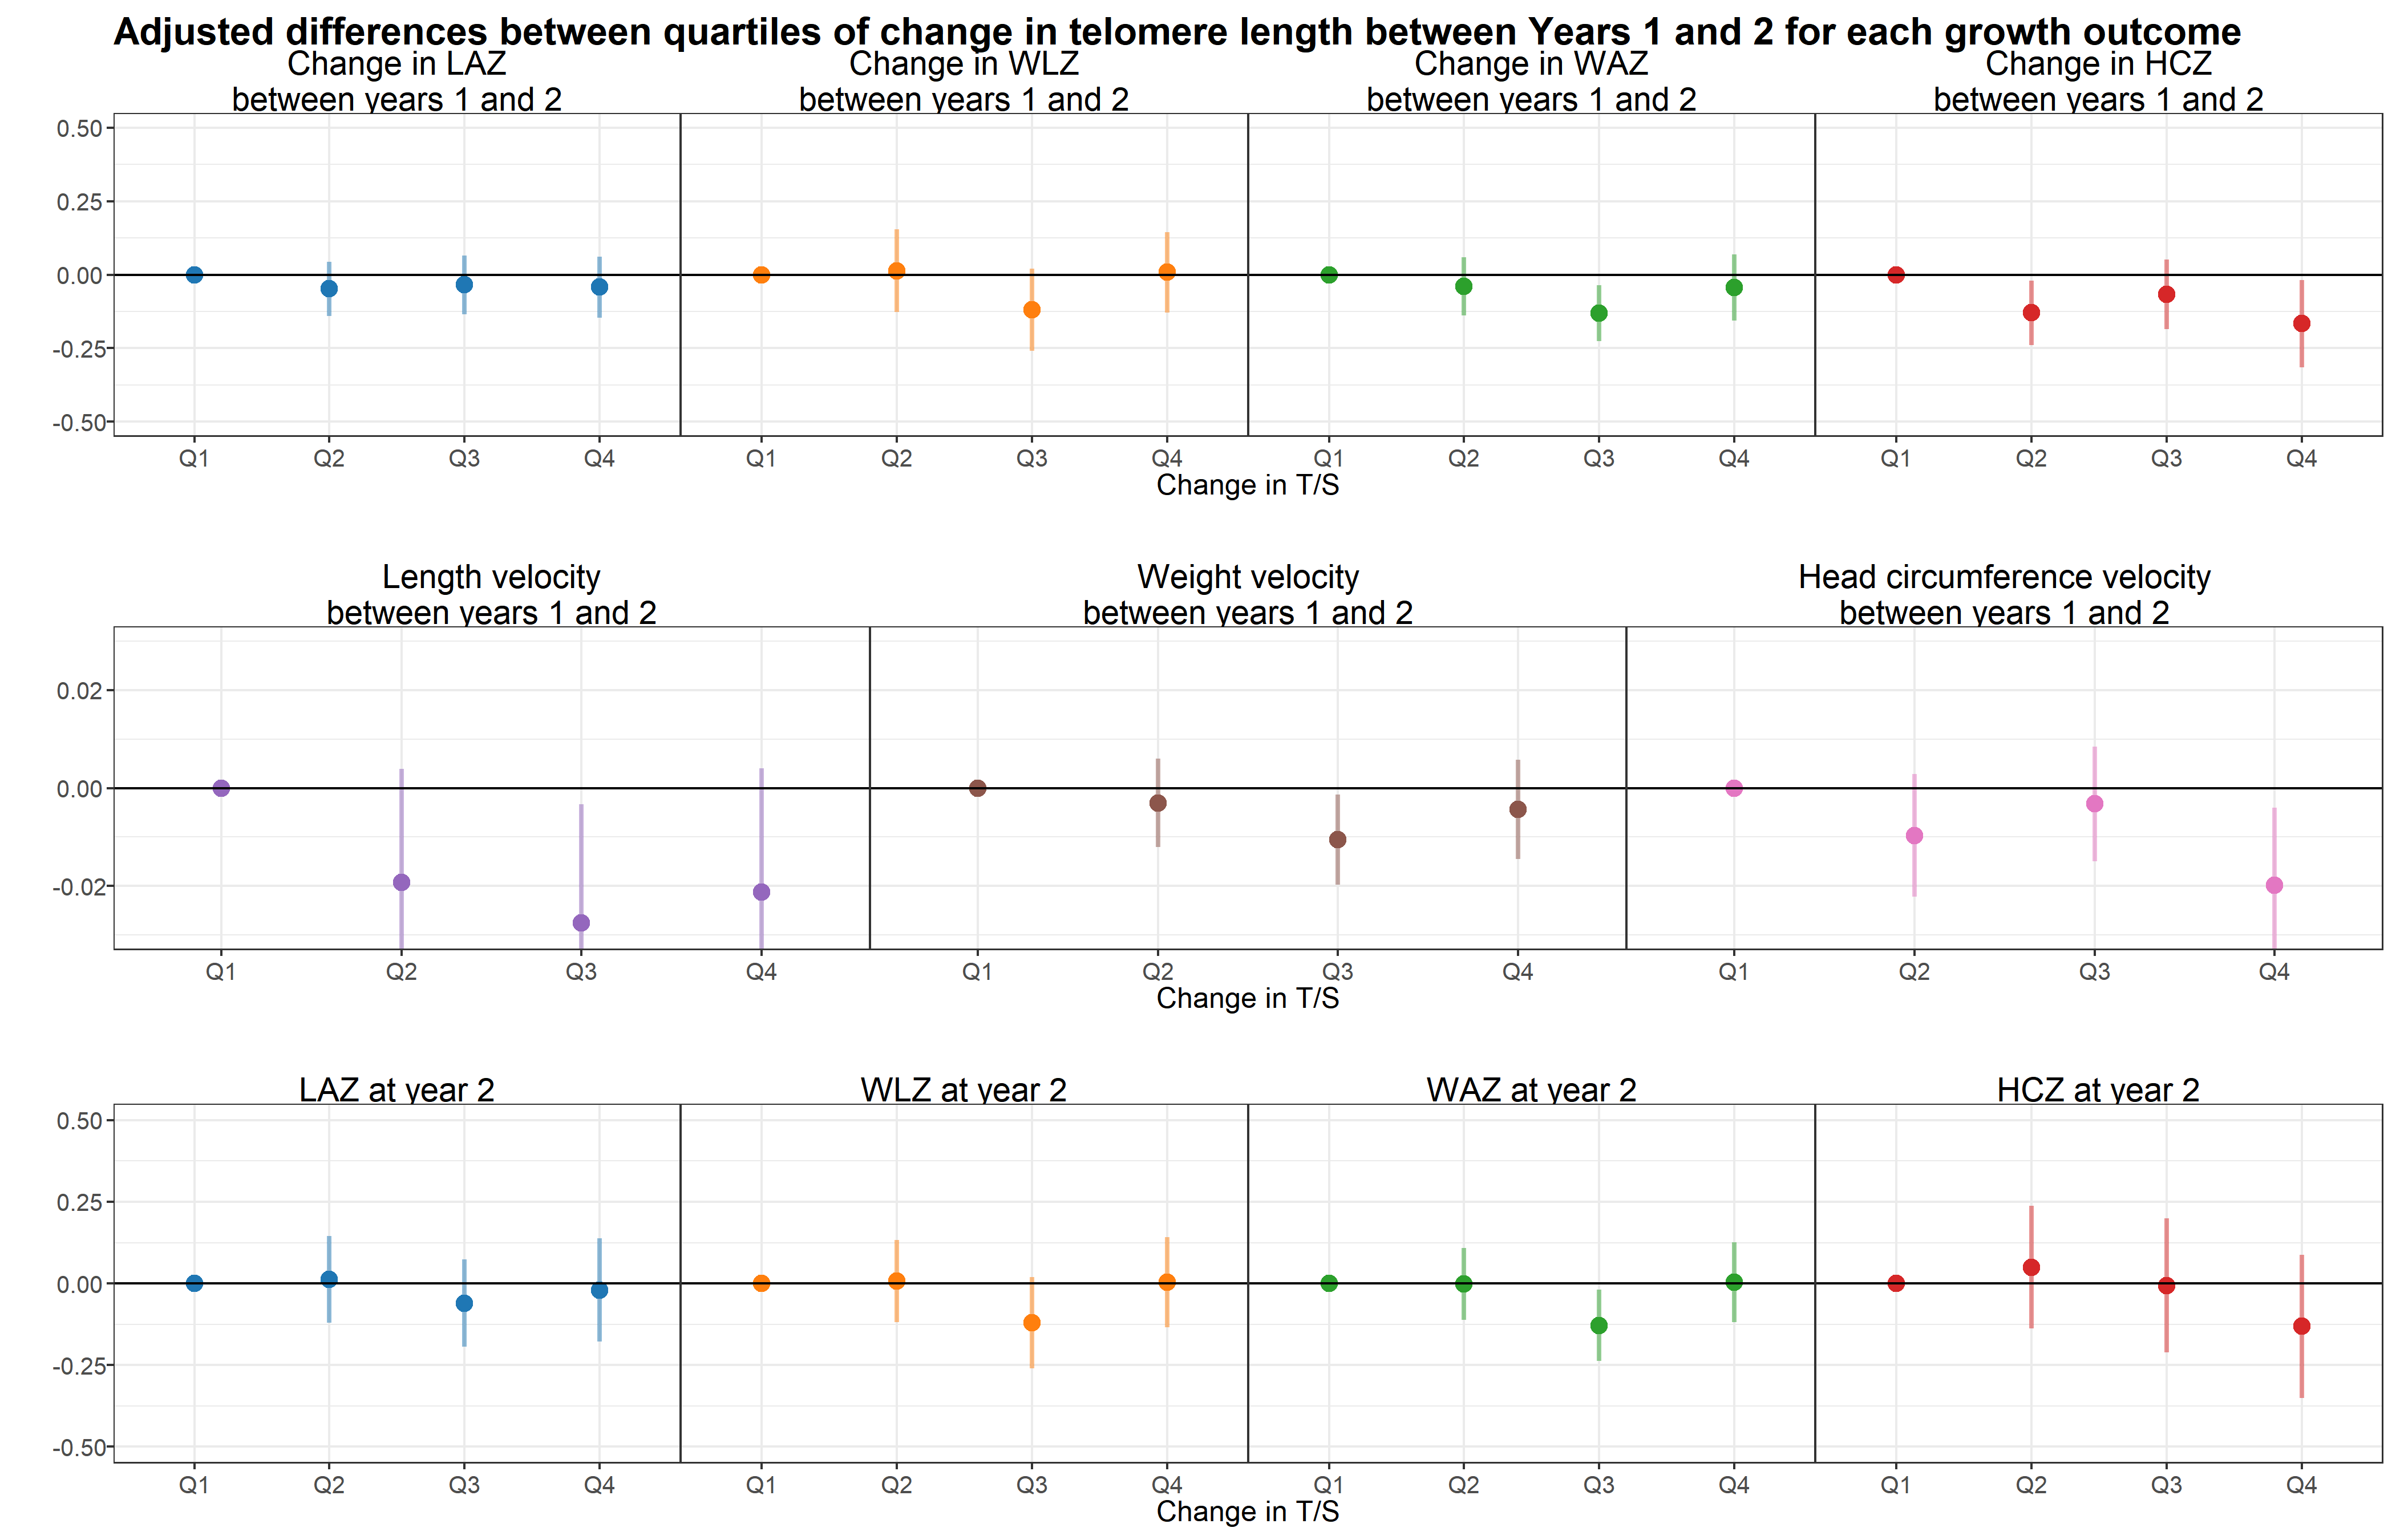 Adjusted differences between quartiles of change in telomere length between Years 1 and 2 for each growth outcome
Change in LAZ
between years 1 and 2
Change in WLZ
between years 1 and 2
Change in WAZ
between years 1 and 2
Change in HCZ
between years 1 and 2
0.50
0.25
0.00
-0.25
-0.50
Q1 Q2 Q3 Q4 Q1 Q2 Q3 Q4 Q1 Q2 Q3 Q4 Q1 Q2 Q3 Q4
Change in T/S
Length velocity
between years 1 and 2
Weight velocity
between years 1 and 2
Head circumference velocity
between years 1 and 2
0.02
0.00
-0.02
Q1 Q2 Q3 Q4 Q1 Q2 Q3 Q4 Q1 Q2 Q3 Q4
Change in T/S
LAZ at year 2 WLZ at year 2 WAZ at year 2 HCZ at year 2
0.50
0.25
0.00
-0.25
-0.50
Q1 Q2 Q3 Q4 Q1 Q2 Q3 Q4 Q1 Q2 Q3 Q4 Q1 Q2 Q3 Q4
Change in T/S